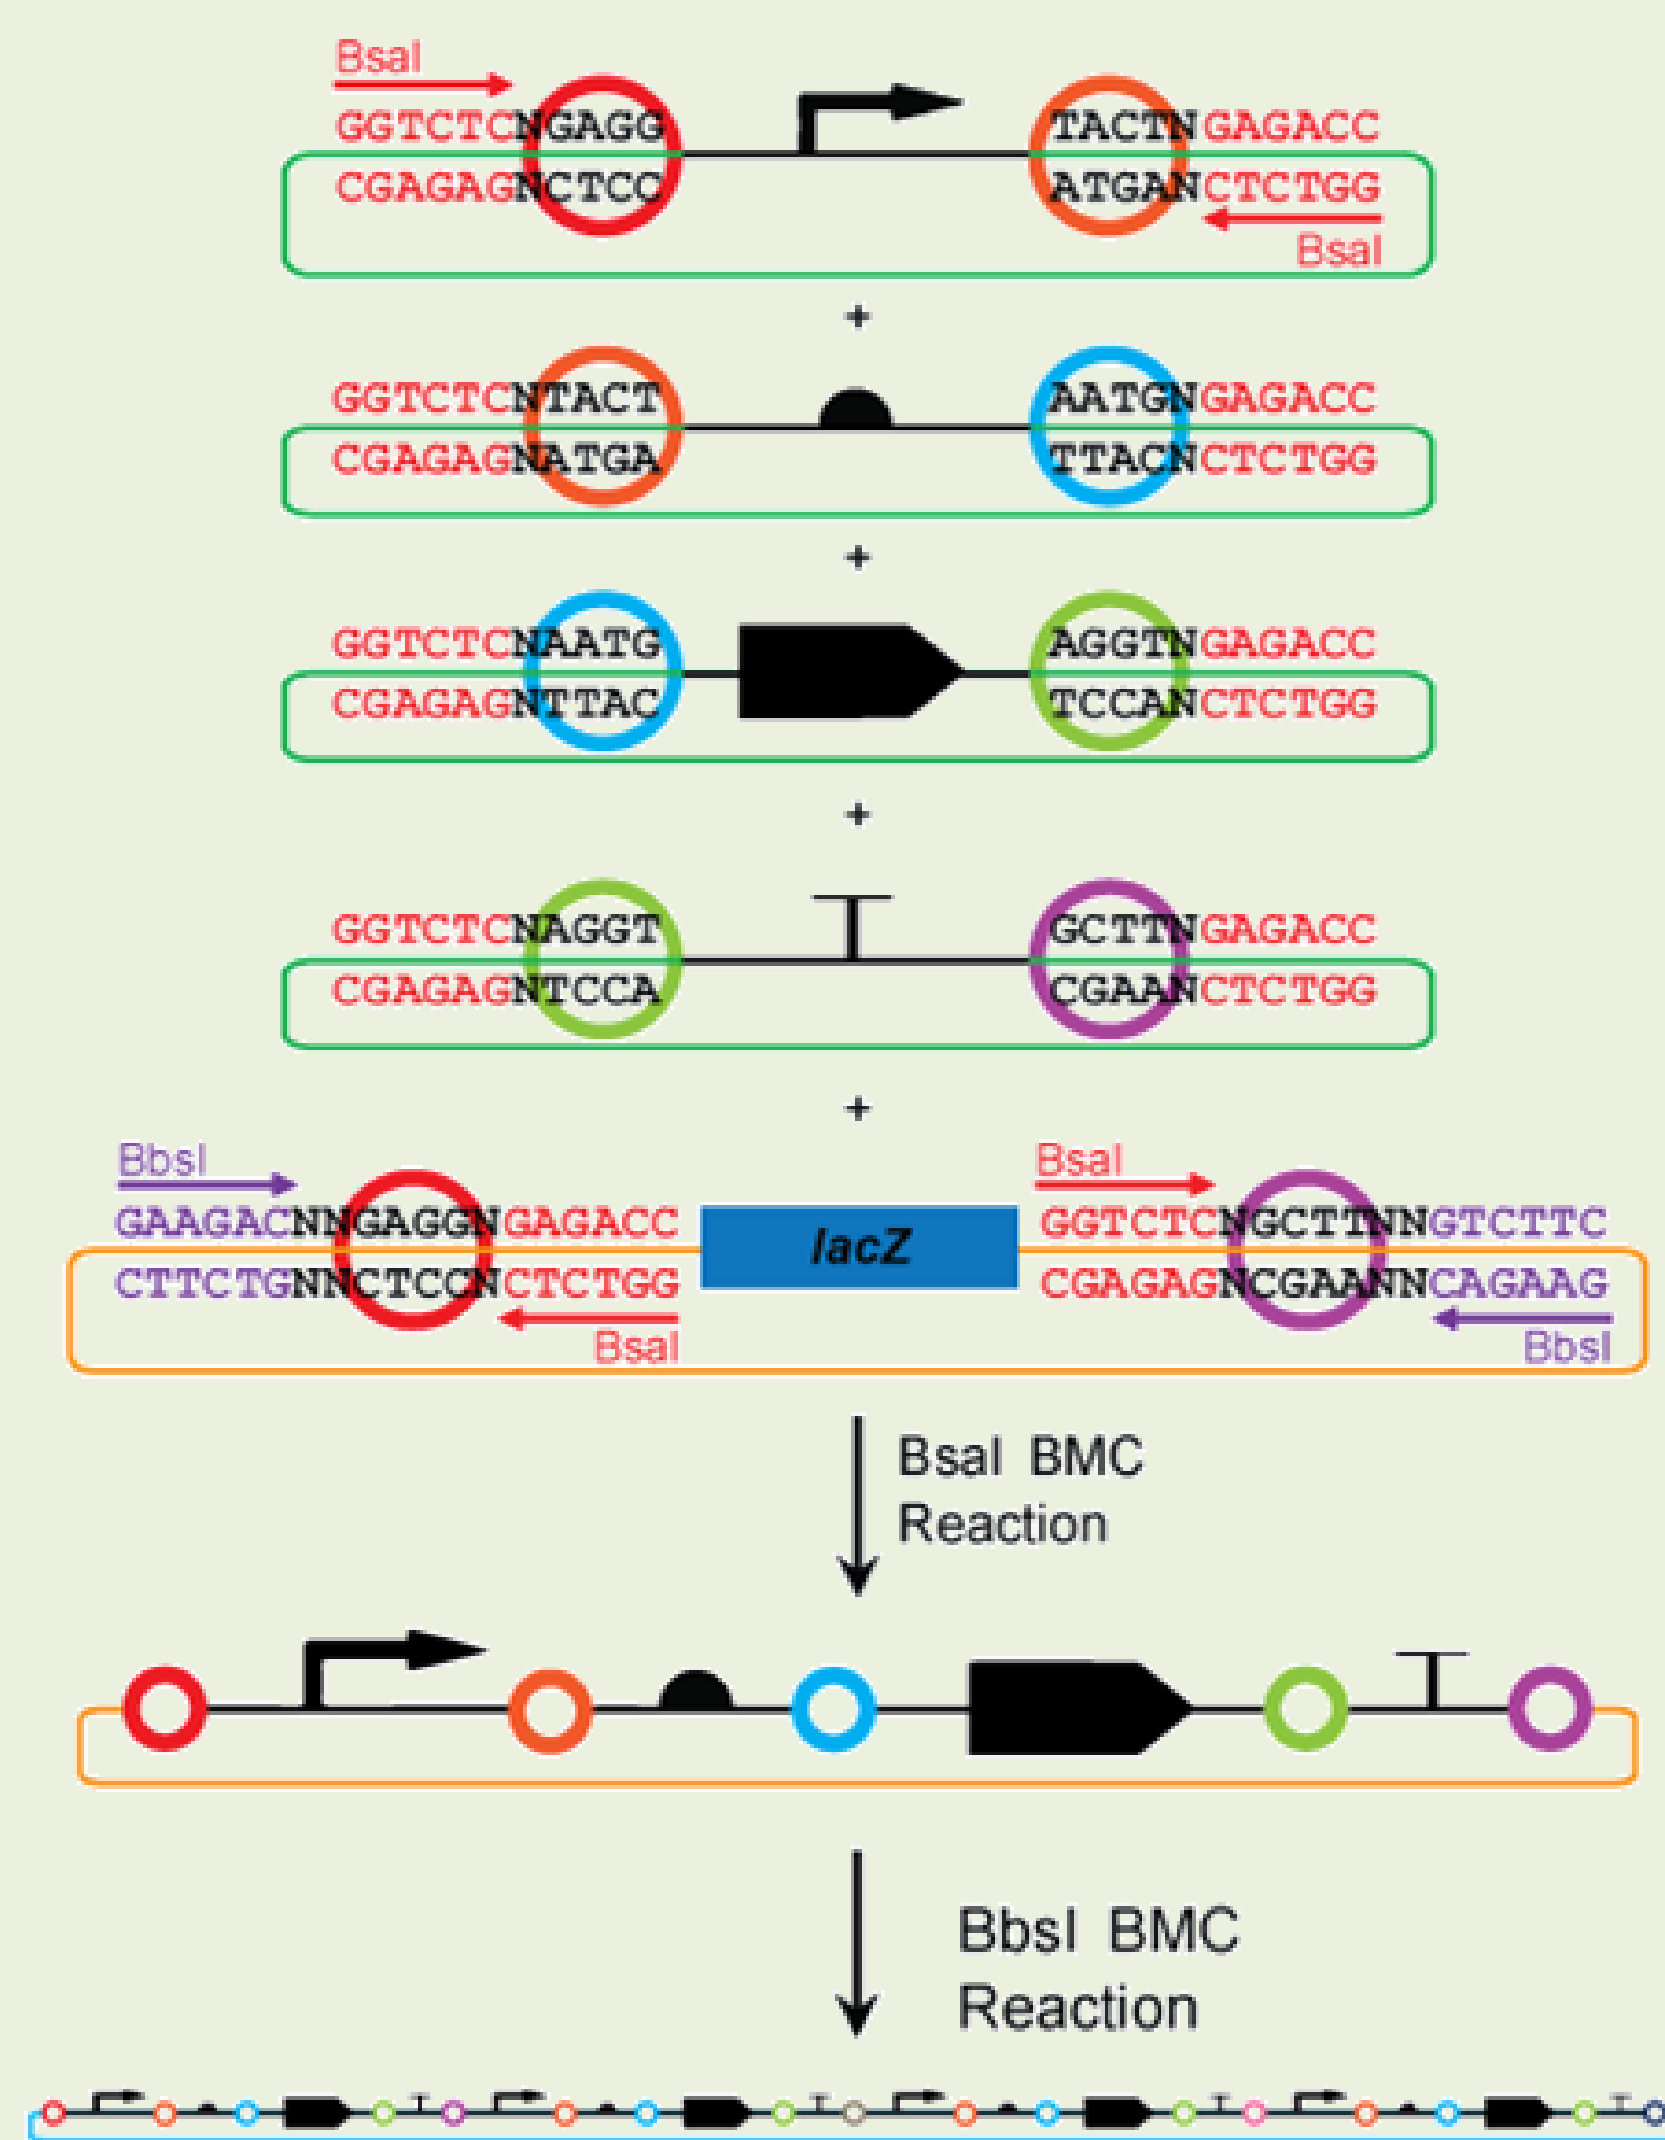 BsaI
GGTCTCNGAGG TACTNGAGACC
CGAGAGNCTCC ATGANCTCTGG
BsaI
+
GGTCTCNTACT AATGNGAGACC
CGAGAGNATGA TTACNCTCTGG
+
GGTCTCNAATG AGGTNGAGACC
CGAGAGNTTAC TCCANCTCTGG
+
GGTCTCNAGGT GCTTNGAGACC
CGAGAGNTCCA CGAANCTCTGG
+
BbsI BsaI
GAAGACNNGAGGNGAGACC lacZ GGTCTCNGCTTNNGTCTTC
CTTCTGNNCTCCNCTCTGG CGAGAGNCGAANNCAGAAG
BsaI BbsI
BsaI BMC
Reaction
BbsI BMC
Reaction